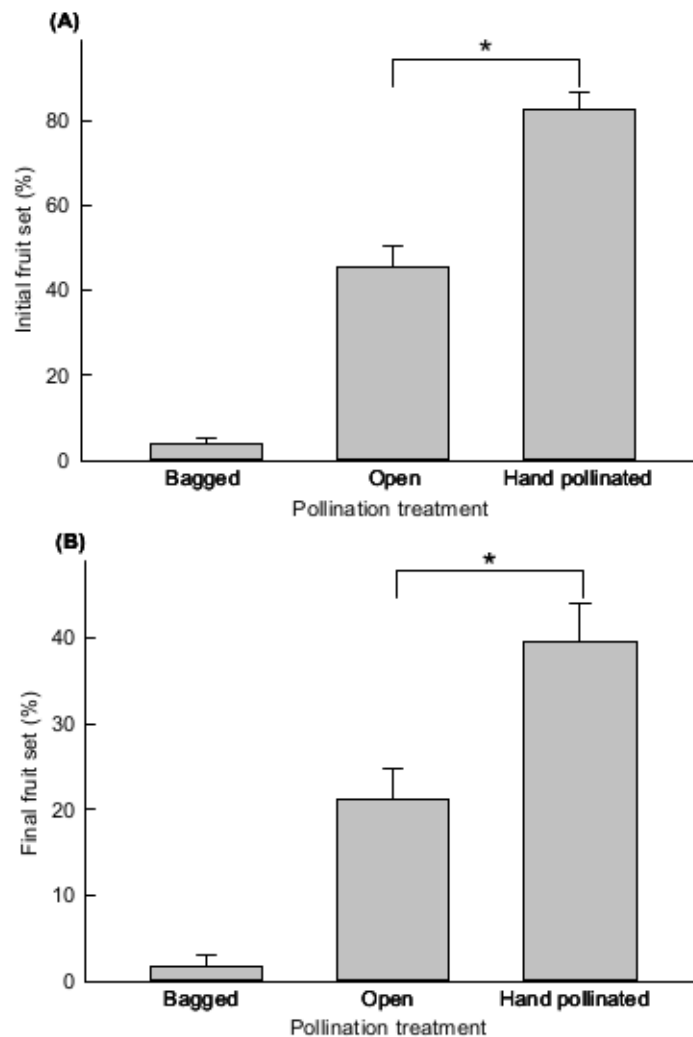 (A)
*
80
60
40
20
0
Initial fruit set (%)
Bagged Open Hand pollinated
Pollination treatment
(B)
*
40
30
20
10
0
Final fruit set (%)
Bagged Open Hand pollinated
Pollination treatment